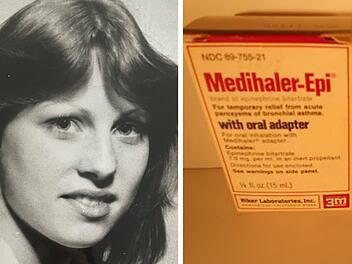 NDC 89-755-21
Medihaler-Epi®
brand of epinephrine bitartrate
For temporary relief from acute
paroxysms of bronchial asthma.
with oral adapter
For oral inhalation with
Medihaler® adapter.
Contains:
Epinephrine bitartrate
7.0 mg. per ml. in an inert propellant
Directions for use enclosed.
See warnings on side panel.
½ fl. oz. (15 ml.)
Riker Laboratories, Inc.
3M